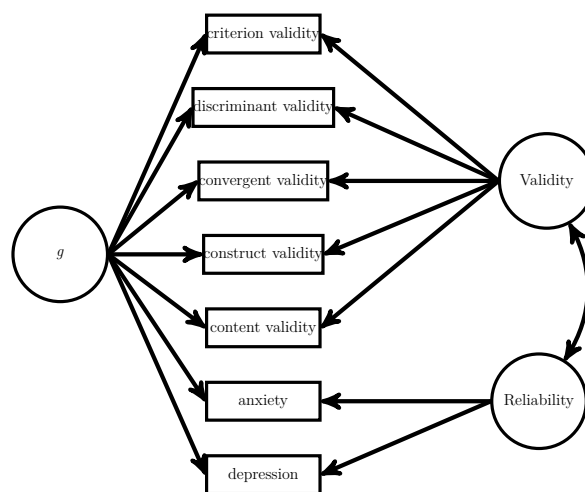 criterion validity
discriminant validity
convergent validity
Validity
g
construct validity
content validity
anxiety
Reliability
depression